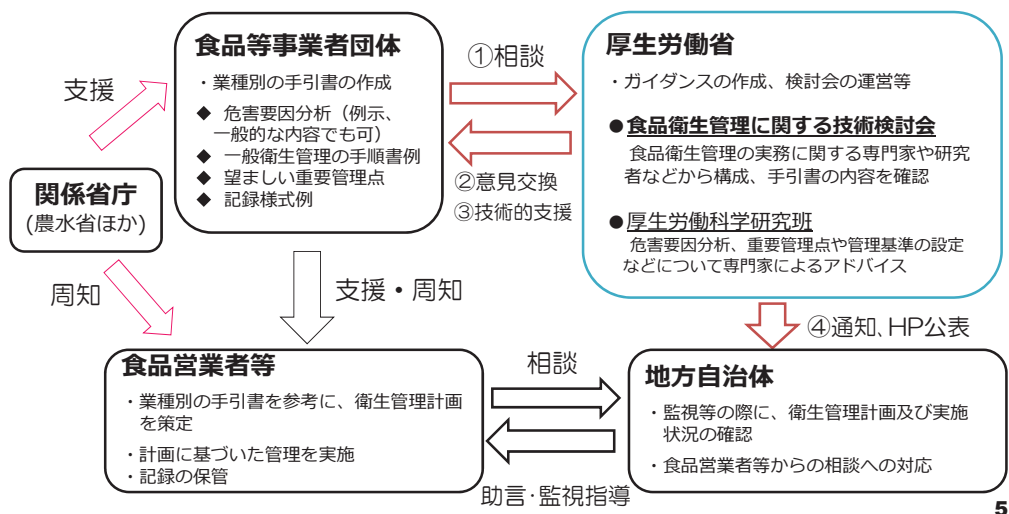 食品等事業者団体
・業種別の手引書の作成
◆ 危害要因分析（例示、
一般的な内容でも可）
◆ 一般衛生管理の手順書例
◆ 望ましい重要管理点
◆ 記録様式例
①相談
②意見交換
③技術的支援
厚生労働省
・ガイダンスの作成、検討会の運営等
●食品衛生管理に関する技術検討会
食品衛生管理の実務に関する専門家や研究
者などから構成、手引書の内容を確認
●厚生労働科学研究班
危害要因分析、重要管理点や管理基準の設定
などについて専門家によるアドバイス
支援
関係省庁
(農水省ほか)
周知
支援・周知
④通知、HP公表
食品営業者等
・業種別の手引書を参考に、衛生管理計画
を策定
・計画に基づいた管理を実施
・記録の保管
相談
助言・監視指導
地方自治体
・監視等の際に、衛生管理計画及び実施
状況の確認
・食品営業者等からの相談への対応
5